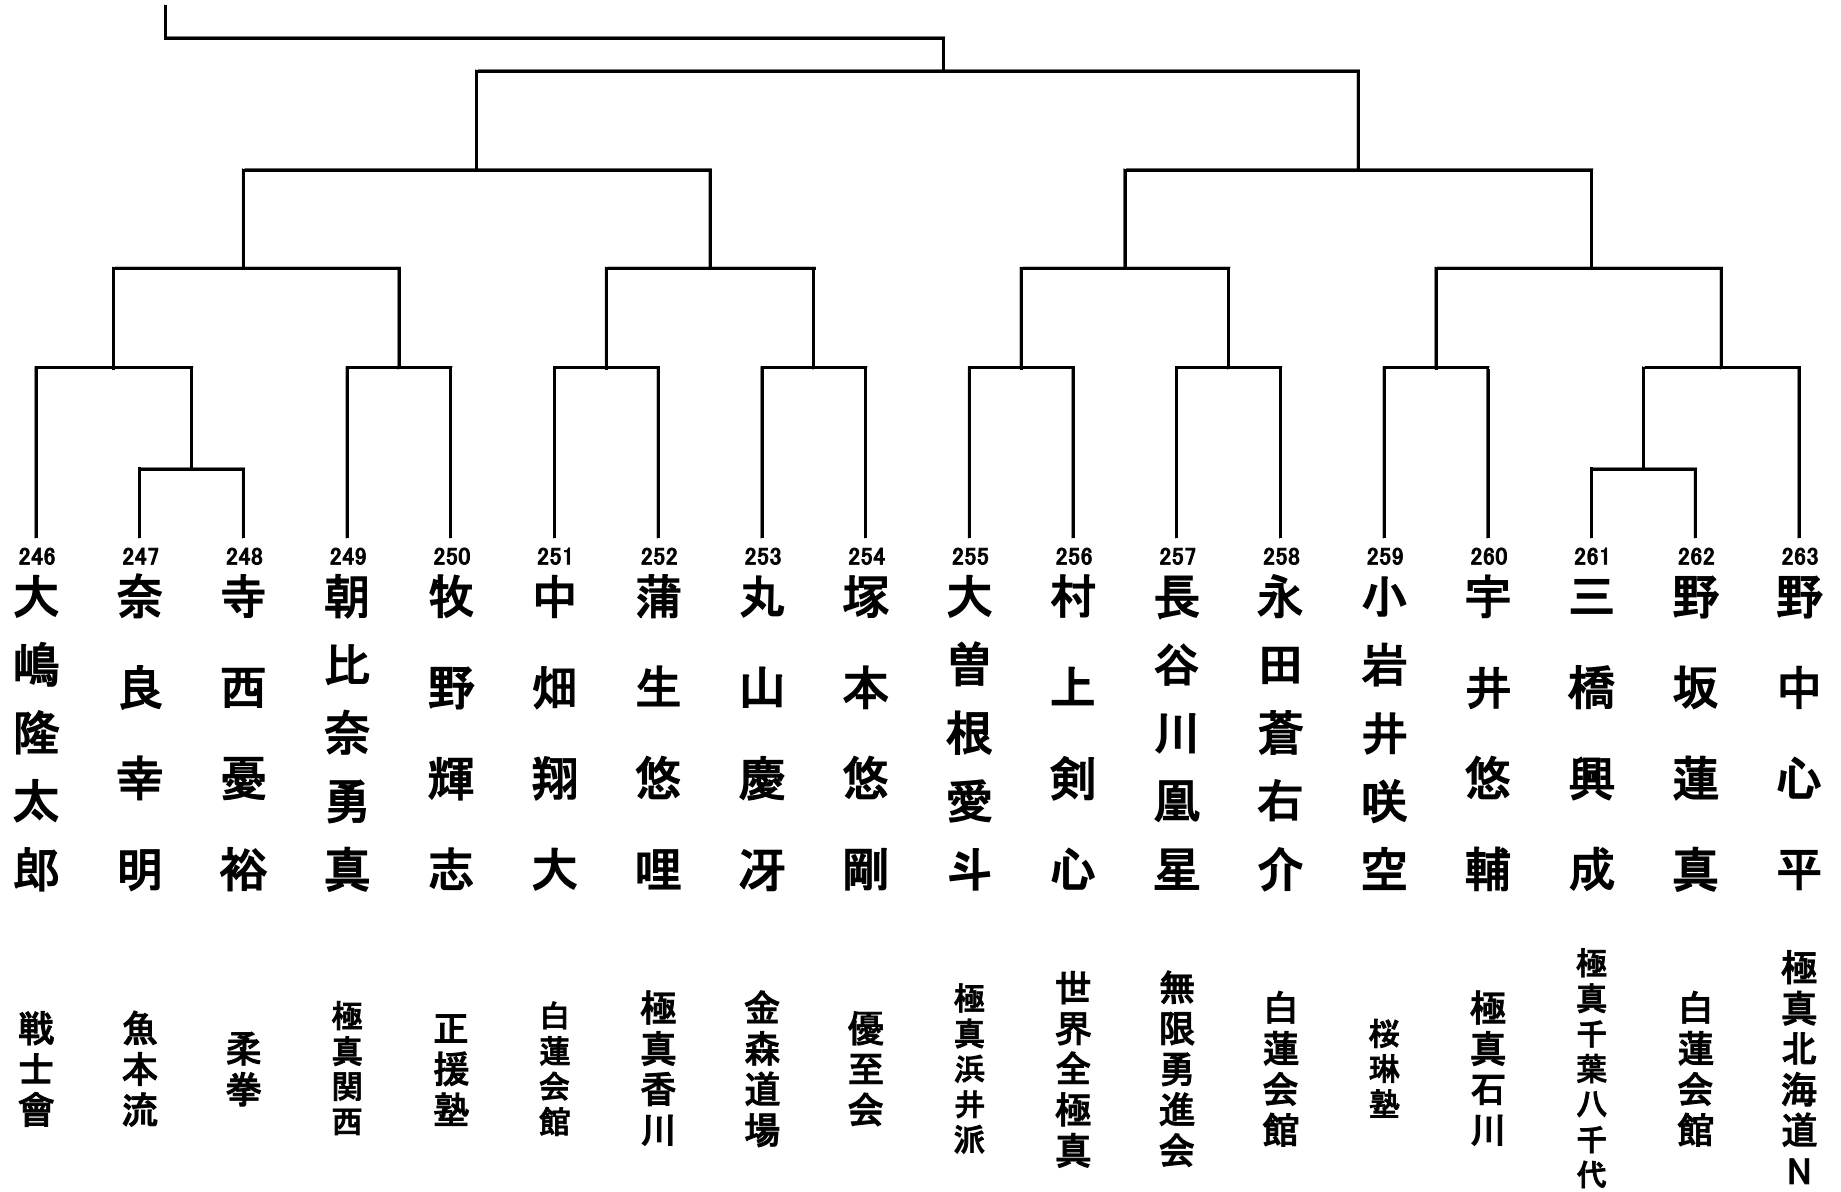 246
大嶋隆太郎
戦士會
247
奈良幸明
魚本流
248
寺西憂裕
柔拳
249
朝比奈勇真
極真関西
250
牧野輝志
正援塾
251
中畑翔大
白蓮会館
252
蒲生悠哩
極真香川
253
丸山慶冴
金森道場
254
塚本悠剛
優至会
255
大曽根愛斗
極真浜井派
256
村上剣心
世界全極真
257
長谷川凰星
無限勇進会
258
永田蒼右介
白蓮会館
259
小岩井咲空
桜琳塾
260
宇井悠輔
極真石川
261
三橋興成
極真千葉八千代
262
野坂蓮真
白蓮会館
263
野中心平
極真北海道N